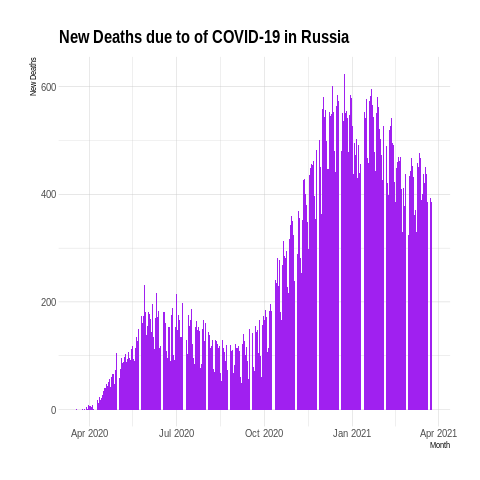 New Deaths due to of COVID-19 in Russia
New Deaths
600
400
200
0
Apr 2020
Jul 2020
Oct 2020
Jan 2021
Apr 2021
Month